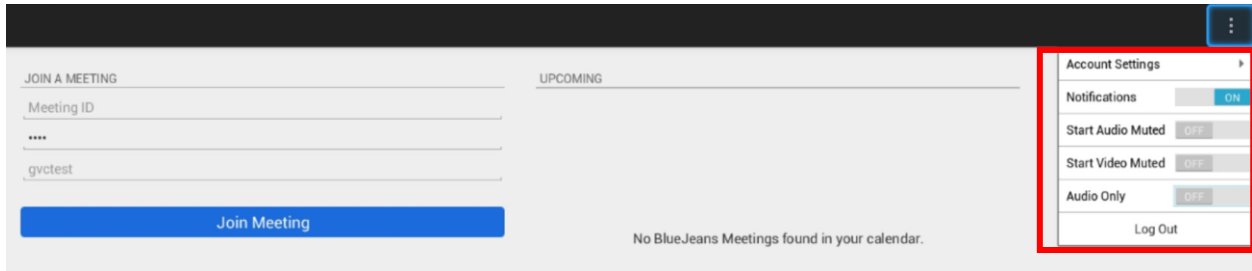 JOIN A MEETING
Meeting ID
••••
gvctest
Join Meeting
UPCOMING
No BlueJeans Meetings found in your calendar.
Account Settings
Notifications ON
Start Audio Muted OFF
Start Video Muted OFF
Audio Only OFF
Log Out